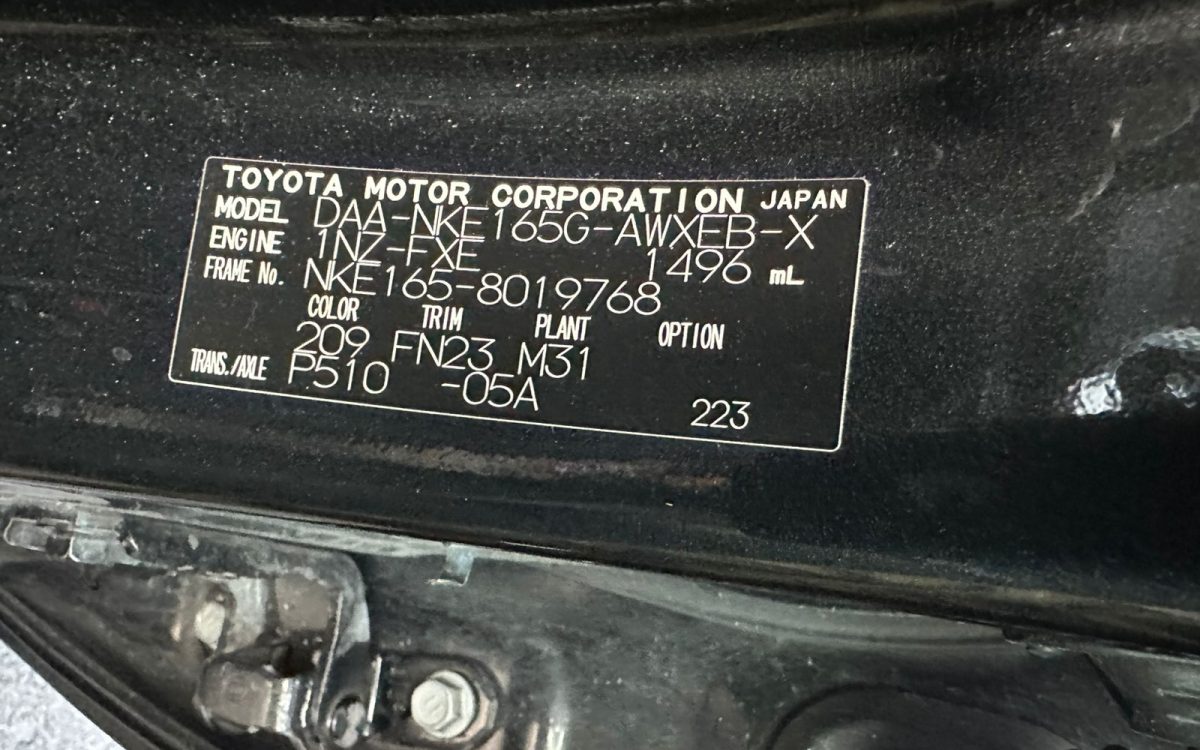 TOYOTA MOTOR CORPORATION JAPAN
MODEL DAA-NKE165G-AWXEB-X
ENGINE 1NZ-FXE 1496 mL
FRAME No. NKE165-8019768
COLOR TRIM PLANT OPTION
209 FN23 M31
TRANS./AXLE P510 -05A 223